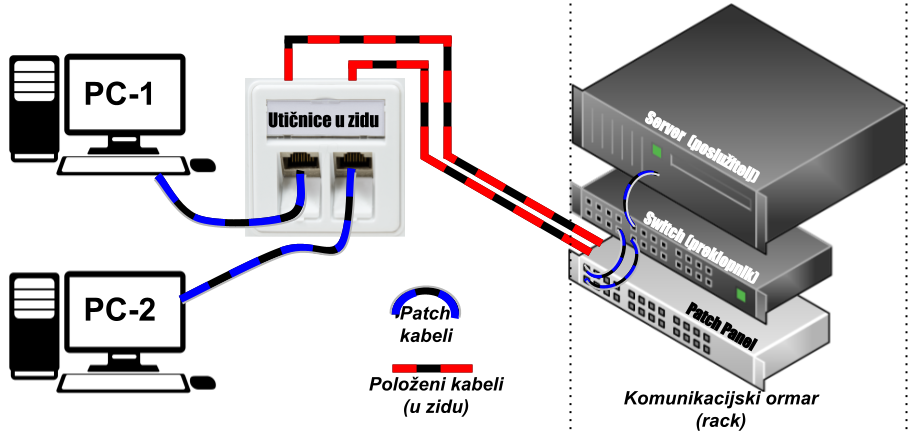 PC-1
Utičnice u zidu
Server (poslužitelj)
Switch (preklepnik)
Patch Panel
PC-2
Patch
kabeli
Položeni kabeli
(u zidu)
Komunikacijski ormar
(rack)